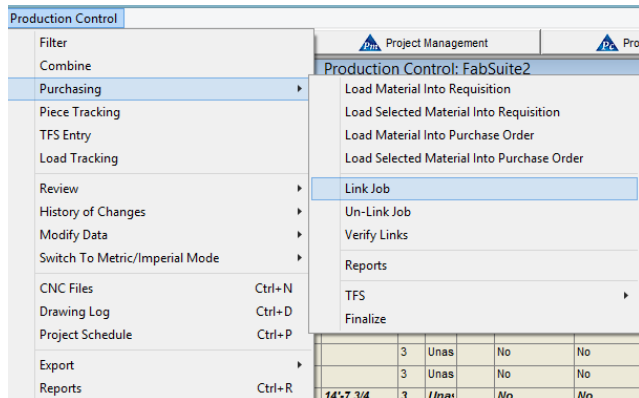 Production Control
Filter
Combine
Purchasing
Piece Tracking
TFS Entry
Load Tracking
Review
History of Changes
Modify Data
Switch To Metric/Imperial Mode
CNC Files Ctrl+N
Drawing Log Ctrl+D
Project Schedule Ctrl+P
Export
Reports Ctrl+R
Pm Project Management
Pc Pro
Production Control: FabSuite2
Load Material Into Requisition
Load Selected Material Into Requisition
Load Material Into Purchase Order
Load Selected Material Into Purchase Order
Link Job
Un-Link Job
Verify Links
Reports
TFS
Finalize
3 Unas No No
3 Unas No No
14'-7 3/4 3 Unas No No